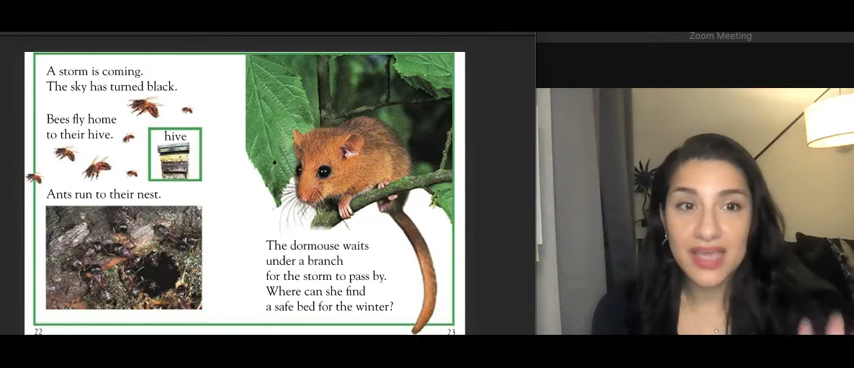 Zoom Meeting
A storm is coming.
The sky has turned black.
Bees fly home
to their hive.
hive
Ants run to their nest.
The dormouse waits
under a branch
for the storm to pass by.
Where can she find
a safe bed for the winter?
22
23